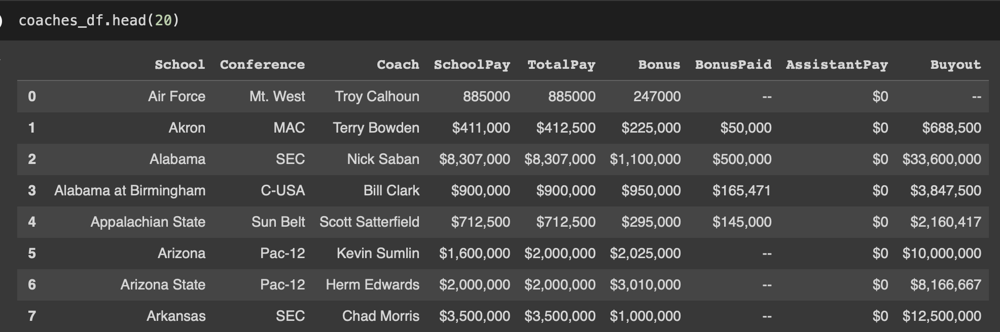 coaches_df.head(20)
School Conference Coach SchoolPay TotalPay Bonus BonusPaid AssistantPay Buyout
0 Air Force Mt. West Troy Calhoun 885000 885000 247000 -- $0 --
1 Akron MAC Terry Bowden $411,000 $412,500 $225,000 $50,000 $0 $688,500
2 Alabama SEC Nick Saban $8,307,000 $8,307,000 $1,100,000 $500,000 $0 $33,600,000
3 Alabama at Birmingham C-USA Bill Clark $900,000 $900,000 $950,000 $165,471 $0 $3,847,500
4 Appalachian State Sun Belt Scott Satterfield $712,500 $712,500 $295,000 $145,000 $0 $2,160,417
5 Arizona Pac-12 Kevin Sumlin $1,600,000 $2,000,000 $2,025,000 -- $0 $10,000,000
6 Arizona State Pac-12 Herm Edwards $2,000,000 $2,000,000 $3,010,000 -- $0 $8,166,667
7 Arkansas SEC Chad Morris $3,500,000 $3,500,000 $1,000,000 -- $0 $12,500,000